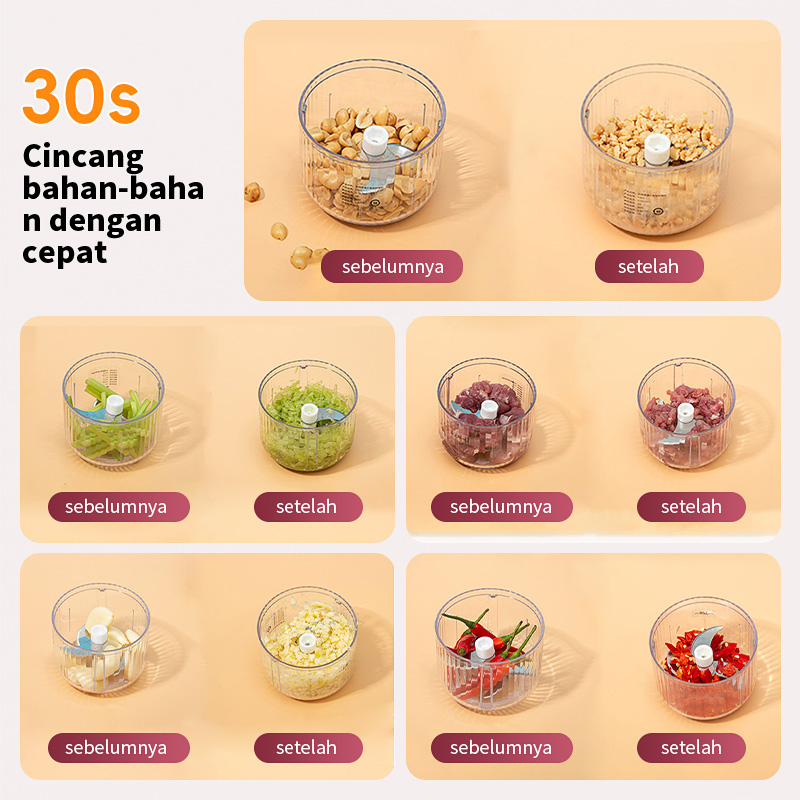 30s
Cincang
bahan-baha
n dengan
cepat
sebelumnya
setelah
sebelumnya
setelah
sebelumnya
setelah
sebelumnya
setelah
sebelumnya
setelah